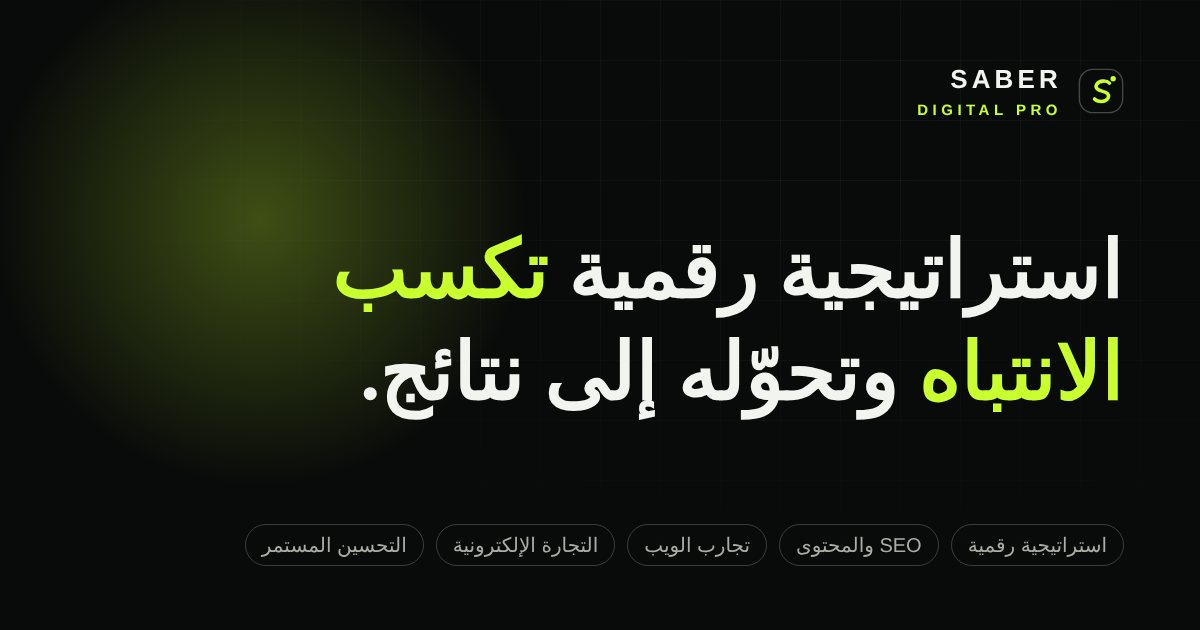 SABER
DIGITAL PRO
استراتيجية رقمية تكسب
الانتباه وتحوّله إلى نتائج.
استراتيجية رقمية
SEO والمحتوى
تجارب الويب
التجارة الإلكترونية
التحسين المستمر